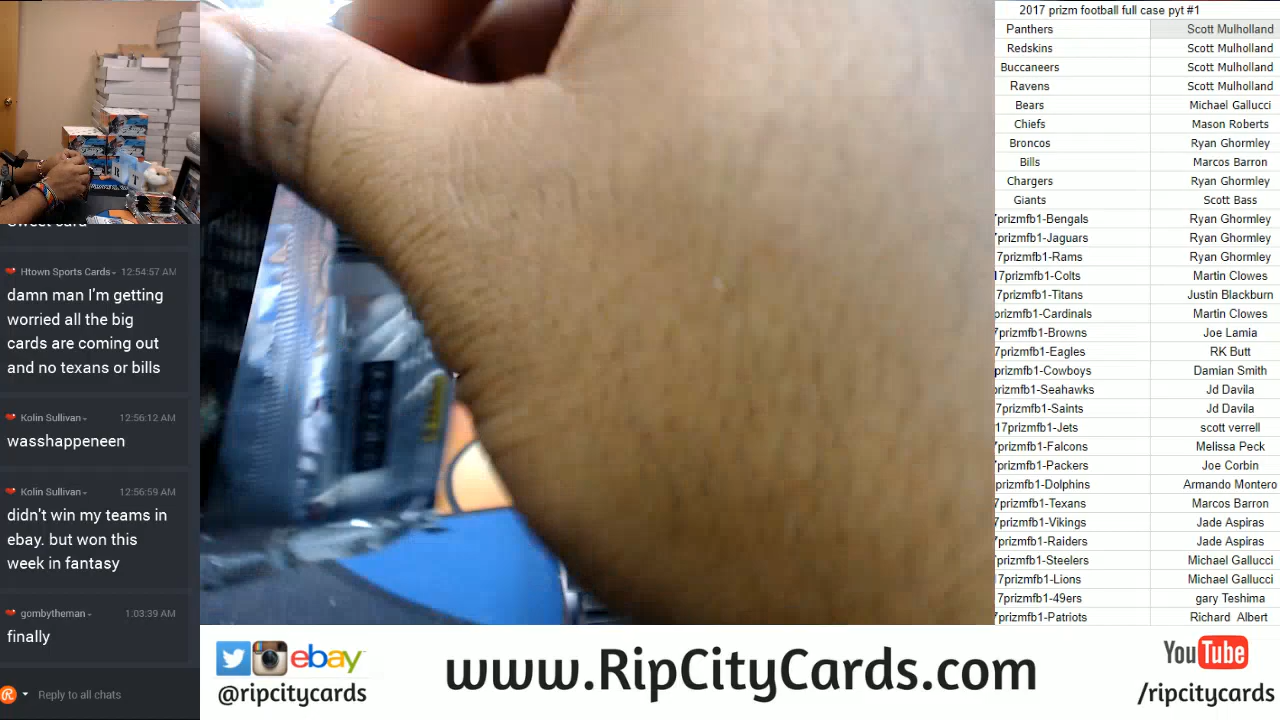 2017 prizm football full case pyt #1
Panthers Scott Mulholland
Redskins Scott Mulholland
Buccaneers Scott Mulholland
Ravens Scott Mulholland
Bears Michael Gallucci
Chiefs Mason Roberts
Broncos Ryan Ghormley
Bills Marcos Barron
Chargers Ryan Ghormley
Giants Scott Bass
7prizmfb1-Bengals Ryan Ghormley
7prizmfb1-Jaguars Ryan Ghormley
7prizmfb1-Rams Ryan Ghormley
17prizmfb1-Colts Martin Clowes
7prizmfb1-Titans Justin Blackburn
prizmfb1-Cardinals Martin Clowes
7prizmfb1-Browns Joe Lamia
7prizmfb1-Eagles RK Butt
prizmfb1-Cowboys Damian Smith
rizmfb1-Seahawks Jd Davila
7prizmfb1-Saints Jd Davila
17prizmfb1-Jets scott verrell
7prizmfb1-Falcons Melissa Peck
7prizmfb1-Packers Joe Corbin
prizmfb1-Dolphins Armando Montero
7prizmfb1-Texans Marcos Barron
7prizmfb1-Vikings Jade Aspiras
7prizmfb1-Raiders Jade Aspiras
7prizmfb1-Steelers Michael Gallucci
17prizmfb1-Lions Michael Gallucci
7prizmfb1-49ers gary Teshima
7prizmfb1-Patriots Richard Albert
Htown Sports Cards 12:54:57 AM
damn man I'm getting
worried all the big
cards are coming out
and no texans or bills
Kolin Sullivan 12:56:12 AM
wasshappeneen
Kolin Sullivan 12:56:59 AM
didn't win my teams in
ebay. but won this
week in fantasy
gombytheman 1:03:39 AM
finally
Reply to all chats
ebay
@ripcitycards
www.RipCityCards.com
YouTube
/ripcitycards